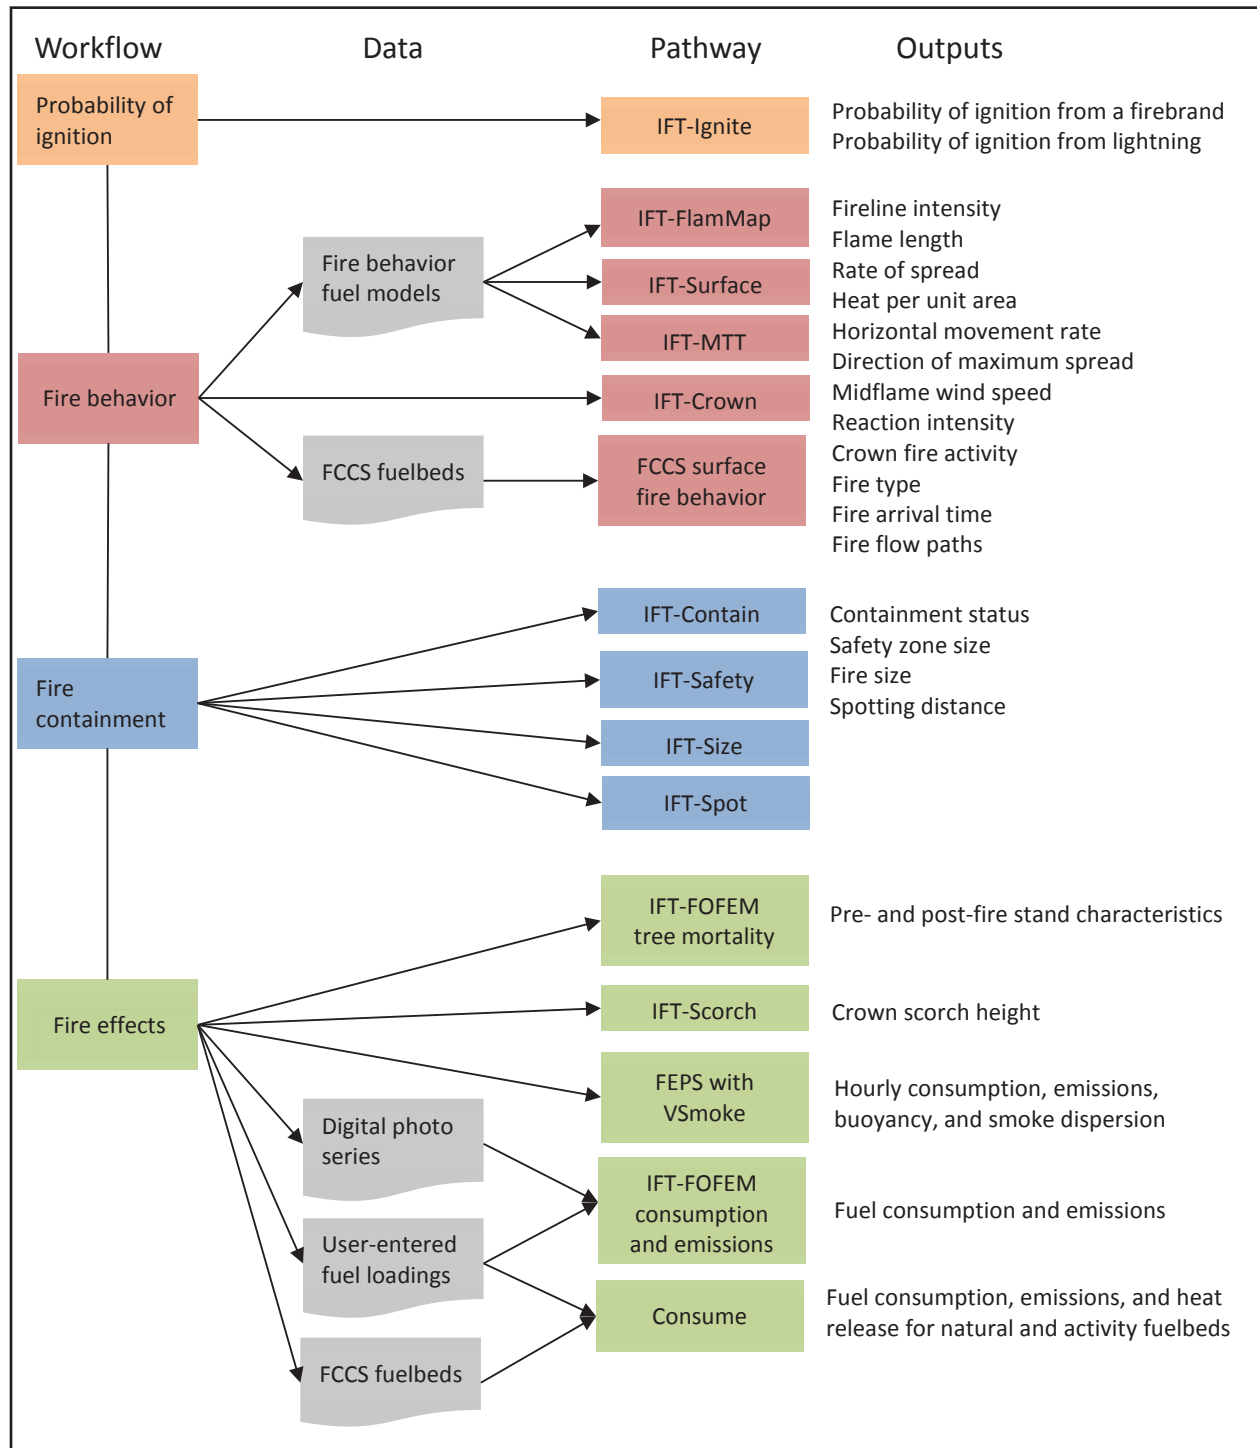 Workflow
Data
Pathway
Outputs
Probability of
ignition
IFT-Ignite
Probability of ignition from a firebrand
Probability of ignition from lightning
Fire behavior
Fire behavior
fuel models
FCCS fuelbeds
IFT-FlamMap
IFT-Surface
IFT-MTT
IFT-Crown
FCCS surface
fire behavior
Fireline intensity
Flame length
Rate of spread
Heat per unit area
Horizontal movement rate
Direction of maximum spread
Midflame wind speed
Reaction intensity
Crown fire activity
Fire type
Fire arrival time
Fire flow paths
Fire
containment
IFT-Contain
IFT-Safety
IFT-Size
IFT-Spot
Containment status
Safety zone size
Fire size
Spotting distance
Fire effects
Digital photo
series
User-entered
fuel loadings
FCCS fuelbeds
IFT-FOFEM
tree mortality
Pre- and post-fire stand characteristics
IFT-Scorch
Crown scorch height
FEPS with
VSmoke
Hourly consumption, emissions,
buoyancy, and smoke dispersion
IFT-FOFEM
consumption
and emissions
Fuel consumption and emissions
Consume
Fuel consumption, emissions, and heat
release for natural and activity fuelbeds